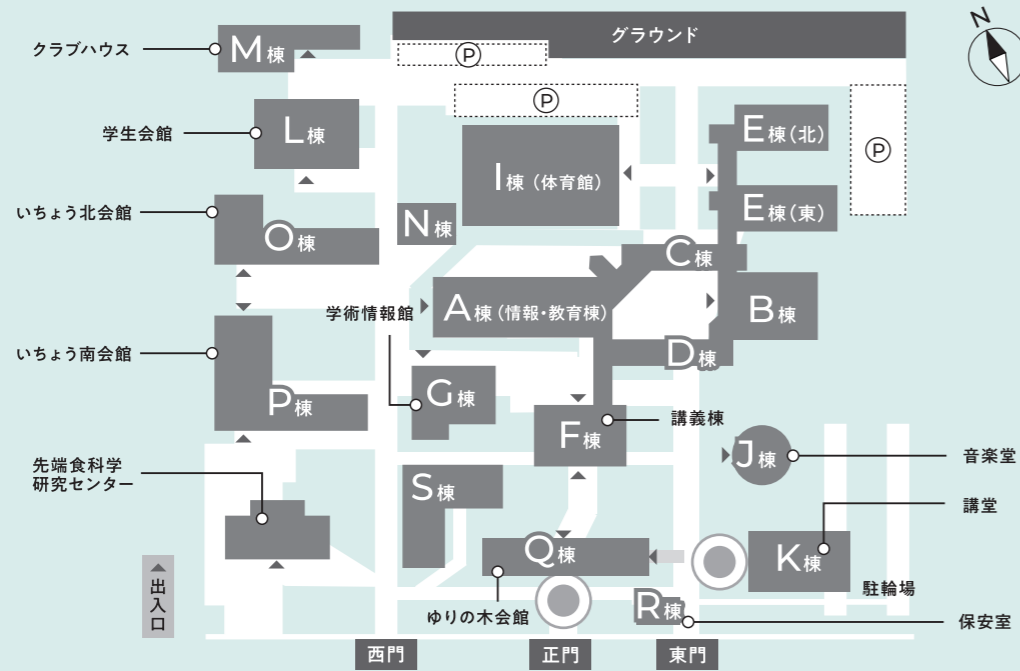 グラウンド
N
クラブハウス
M棟
P
P
P
学生会館
L棟
E棟(北)
I棟(体育館)
いちょう北会館
E棟(東)
N棟
O棟
C棟
学術情報館
A棟(情報・教育棟)
B棟
いちょう南会館
D棟
G棟
P棟
F棟
講義棟
先端食科学
研究センター
J棟
音楽堂
S棟
講堂
Q棟
K棟
出入口
駐輪場
ゆりの木会館
R棟
保安室
西門
正門
東門